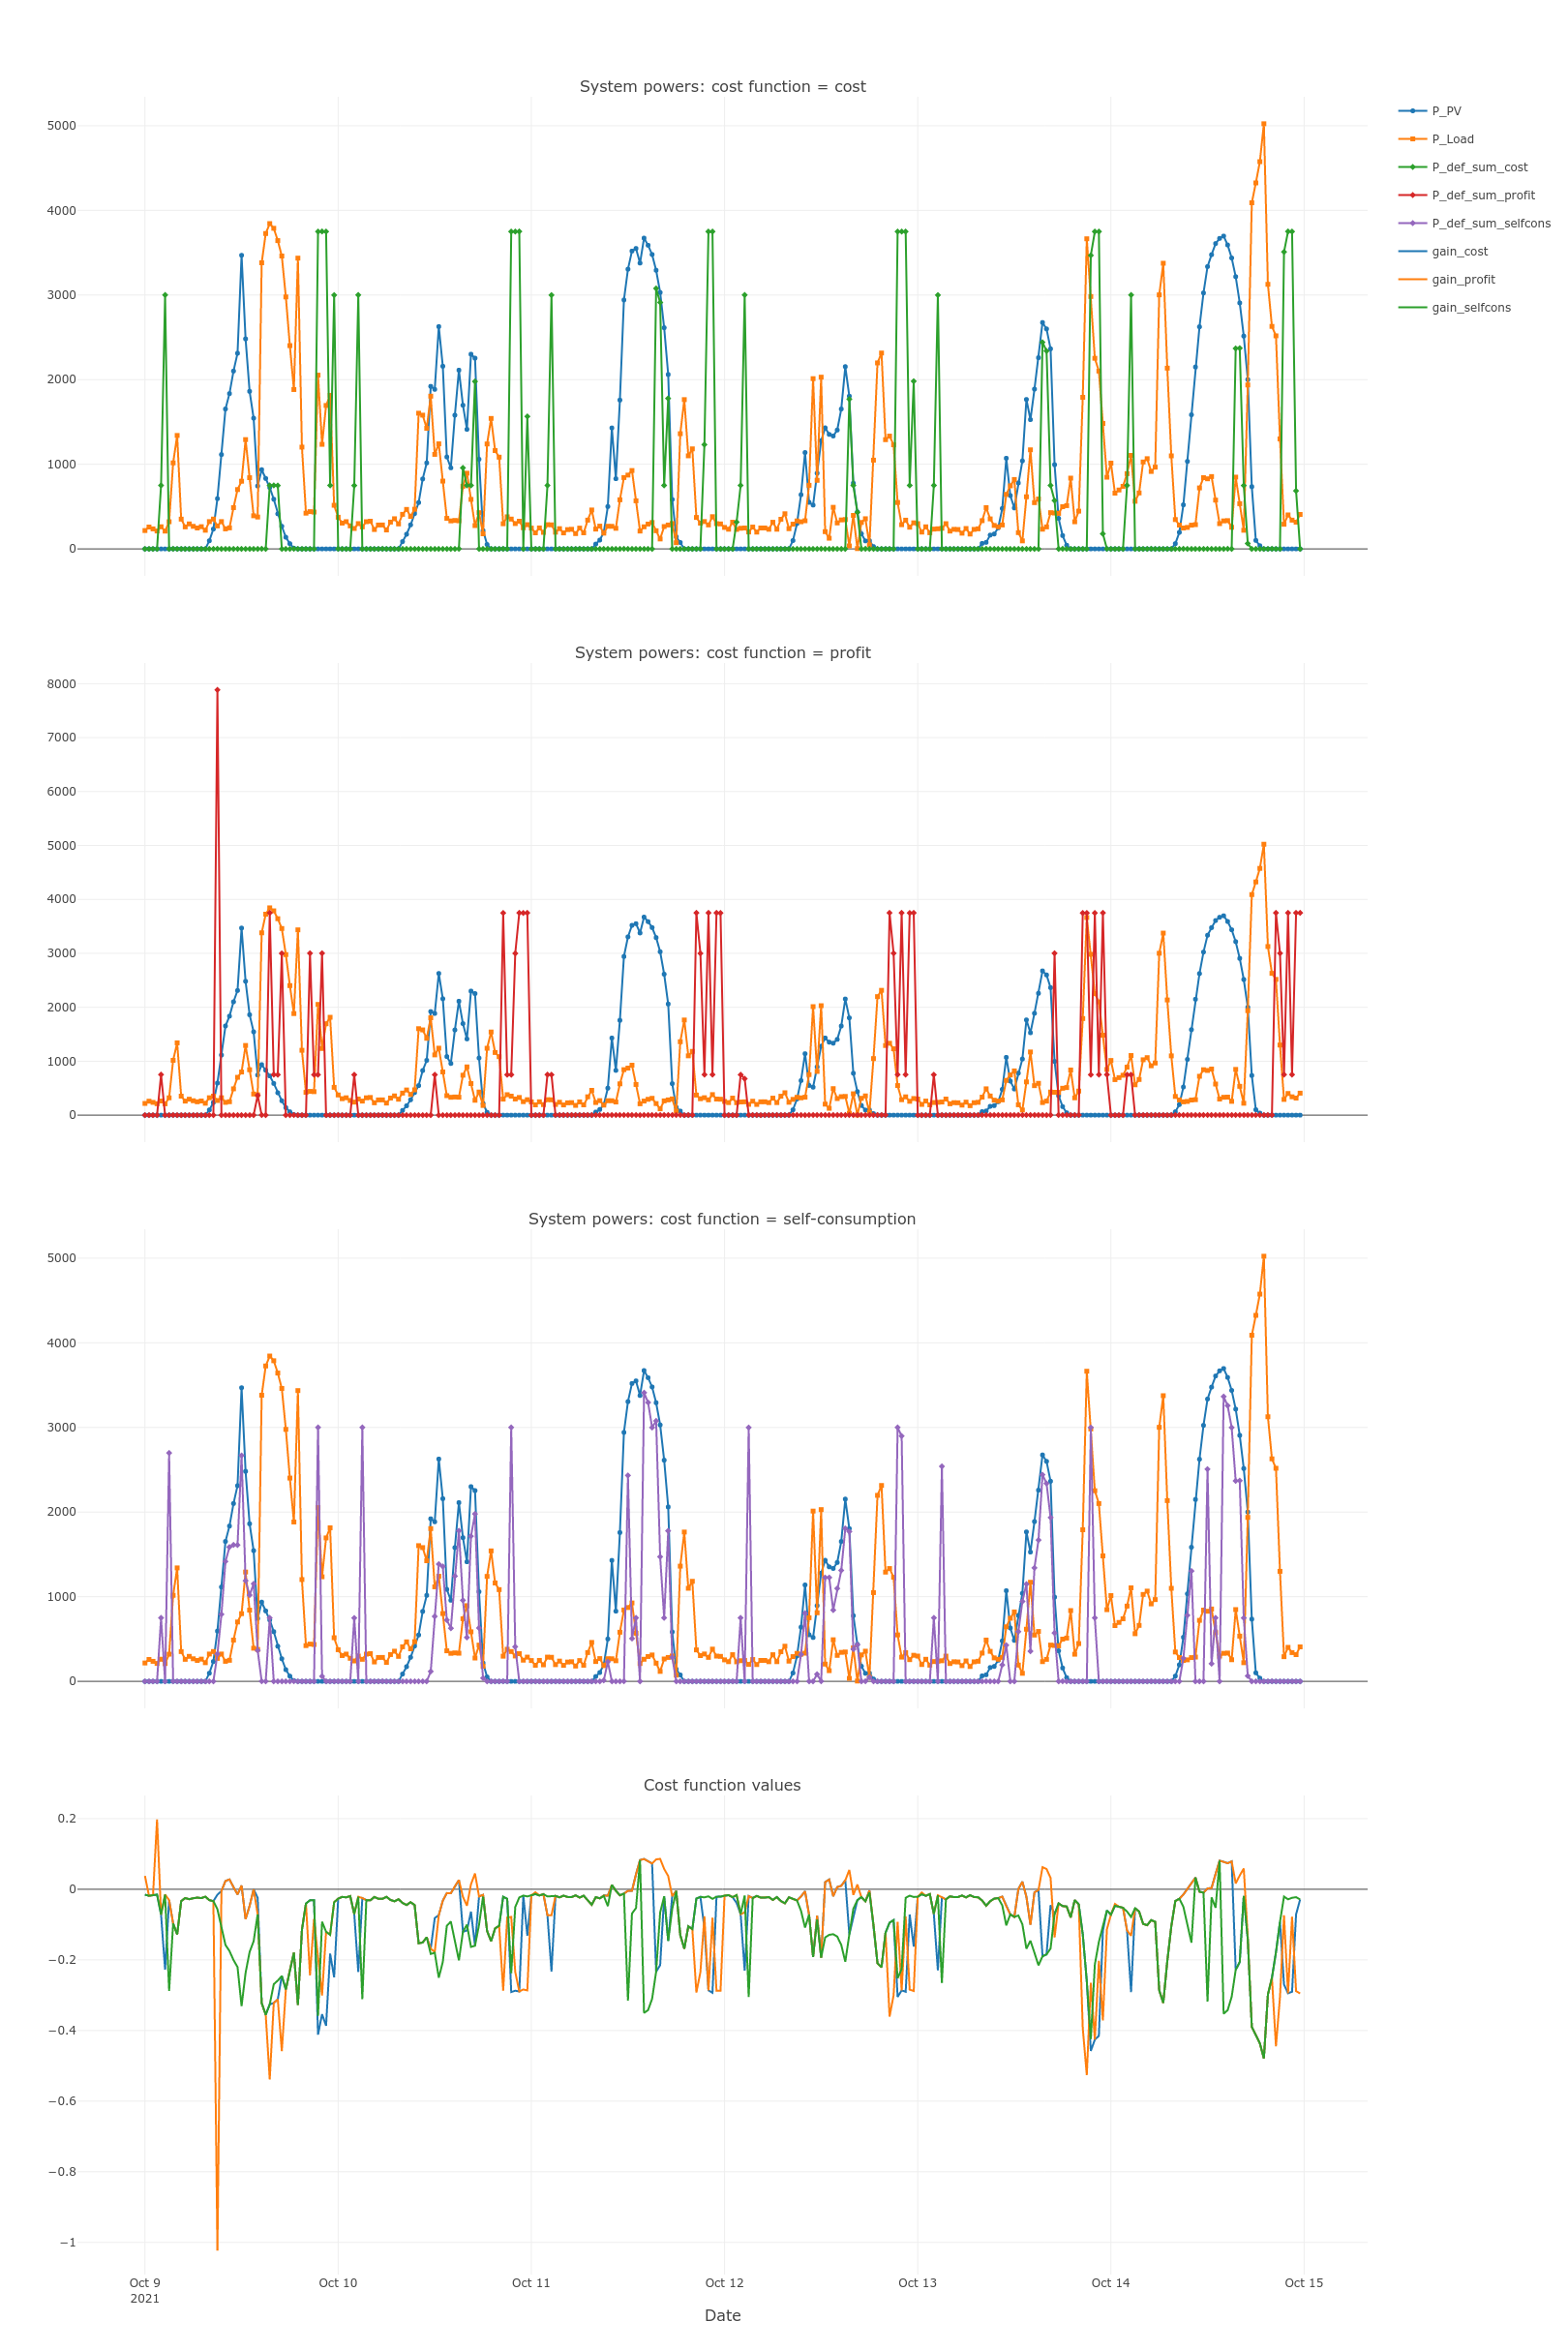 System powers: cost function = cost
5000
4000
3000
2000
1000
0
P_PV
P_Load
P_def_sum_cost
P_def_sum_profit
P_def_sum_selfcons
gain_cost
gain_profit
gain_selfcons
System powers: cost function = profit
8000
7000
6000
5000
4000
3000
2000
1000
0
System powers: cost function = self-consumption
5000
4000
3000
2000
1000
0
Cost function values
0.2
0
−0.2
−0.4
−0.6
−0.8
−1
Oct 9 Oct 10 Oct 11 Oct 12 Oct 13 Oct 14 Oct 15
2021
Date